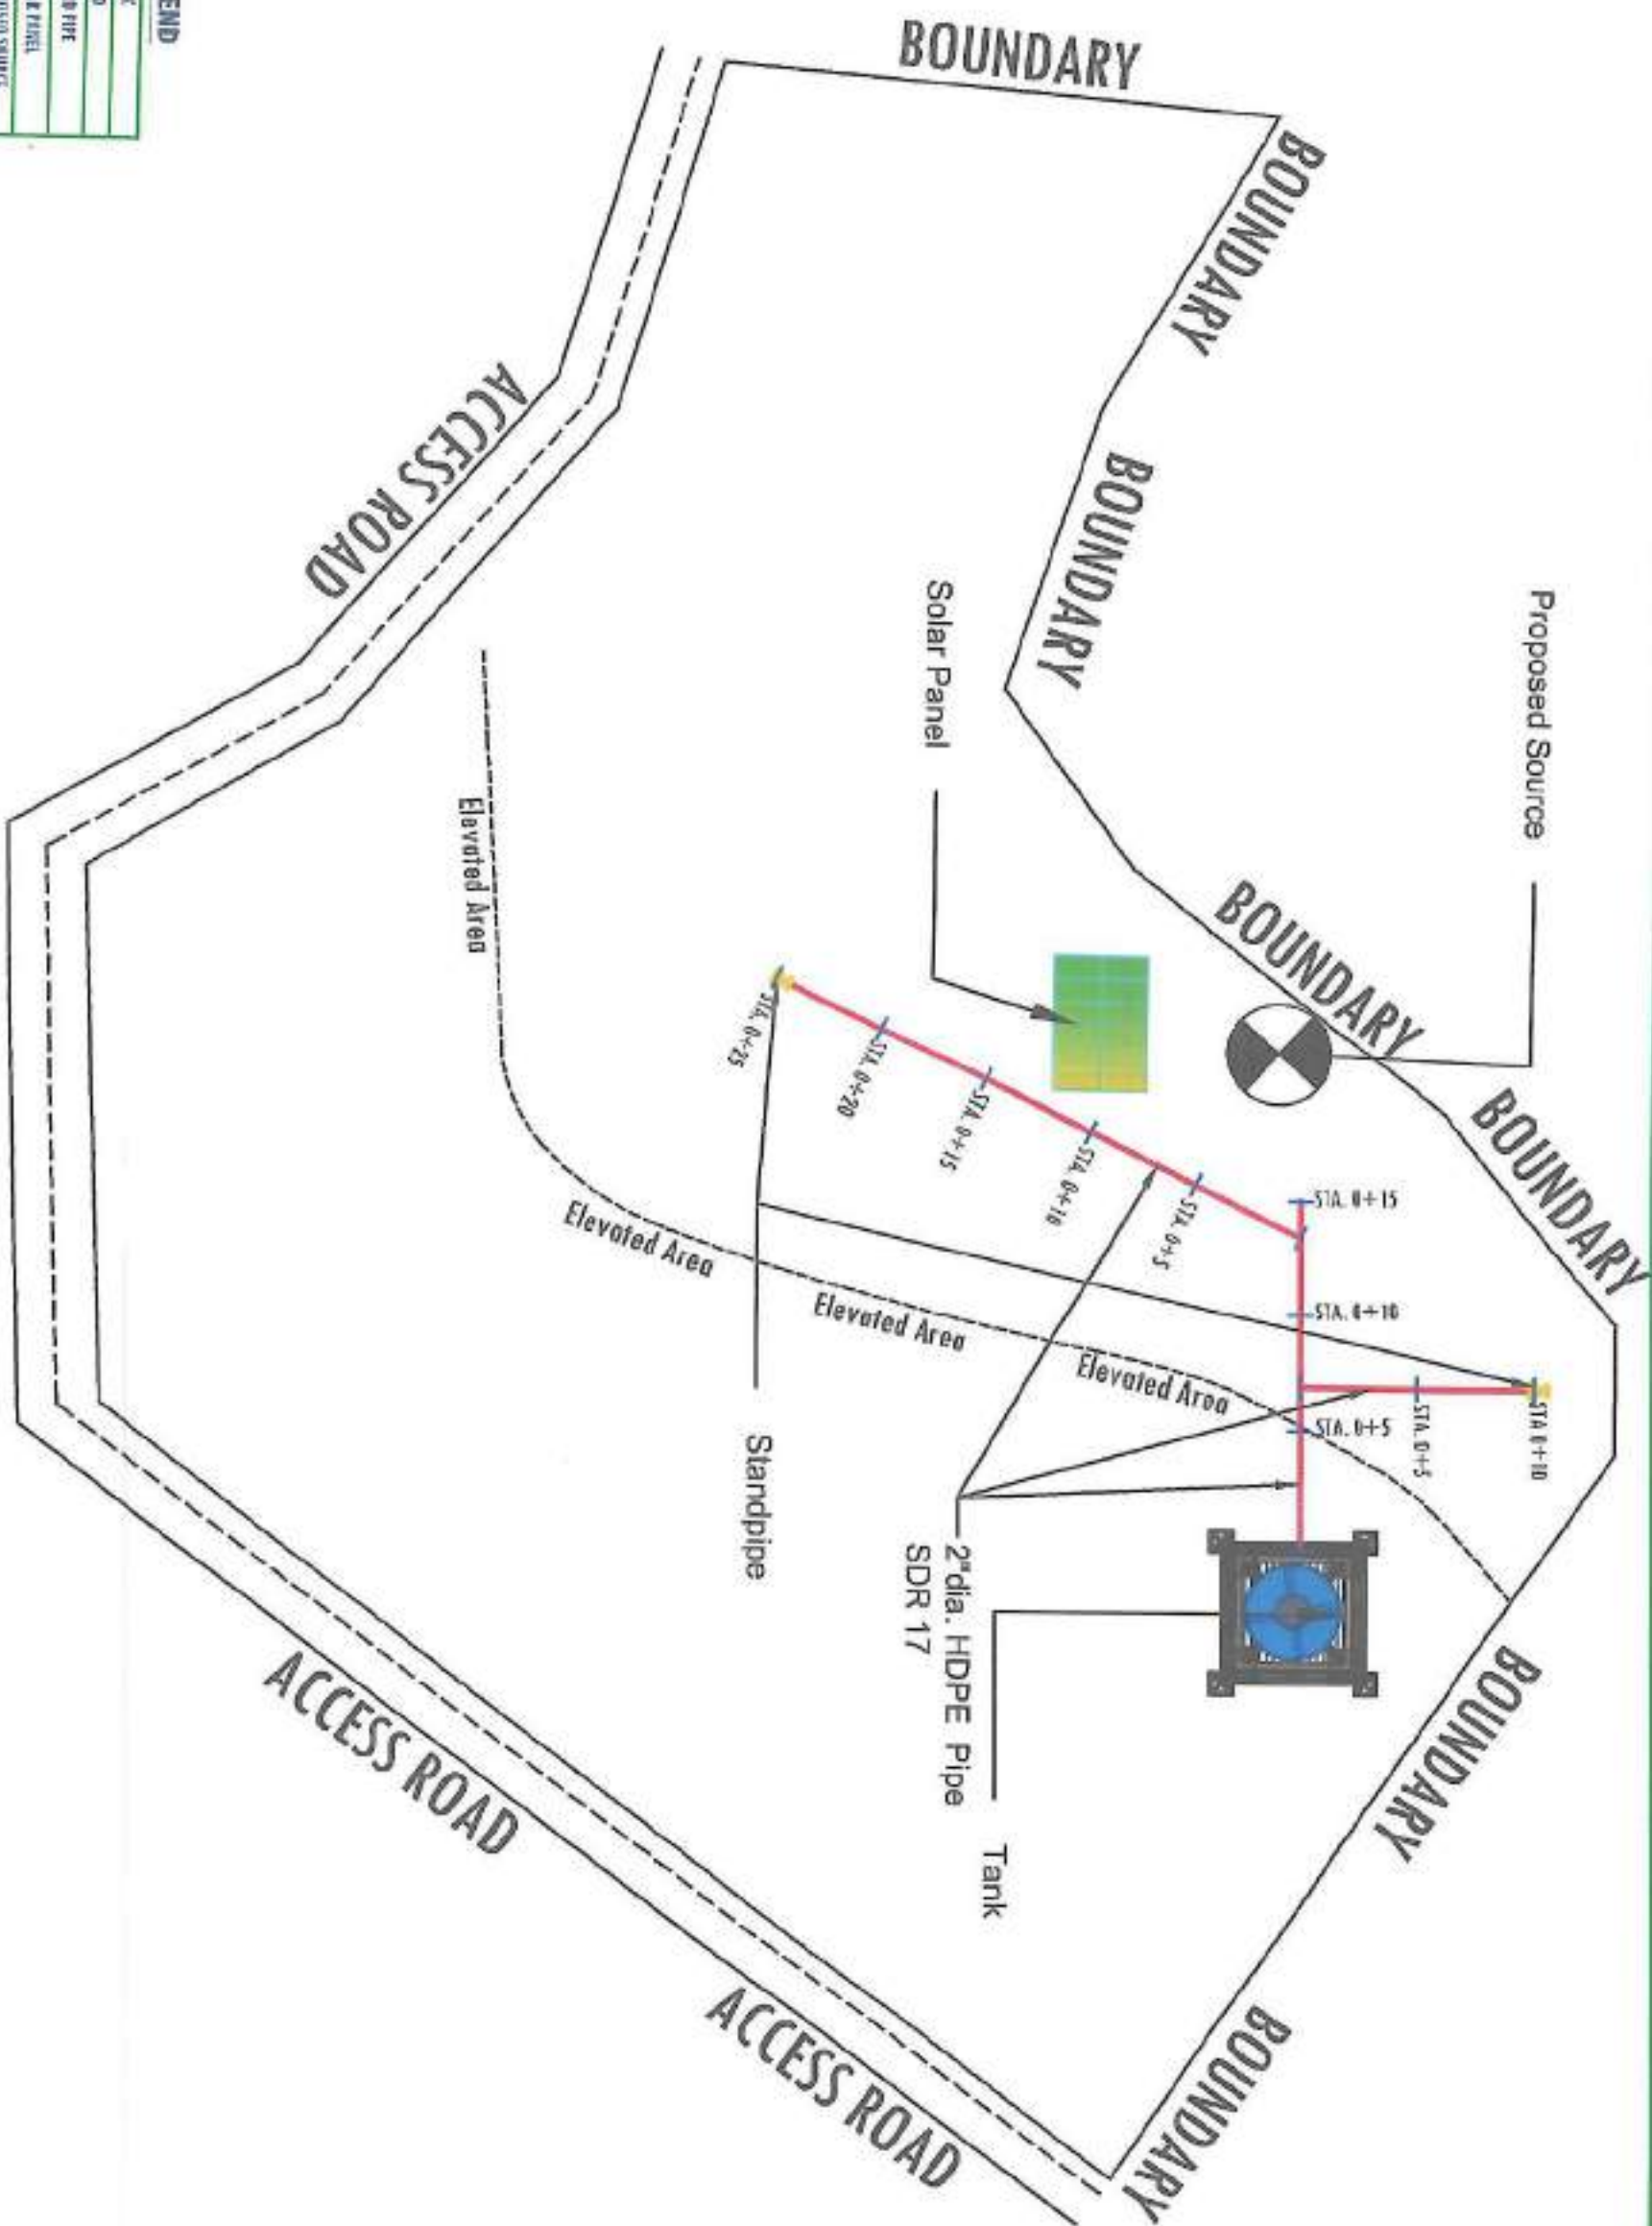 BOUNDARY
BOUNDARY
BOUNDARY
BOUNDARY
BOUNDARY
BOUNDARY
BOUNDARY
Proposed Source
Solar Panel
ACCESS ROAD
Elevated Area
Elevated Area
Elevated Area
Elevated Area
STA. 0+25
STA. 0+20
STA. 0+15
STA. 0+10
STA. 0+5
STA. 0+15
STA. 0+10
STA. 0+5
STA. 0+5
STA 0+10
Standpipe
2"dia. HDPE Pipe
SDR 17
Tank
ACCESS ROAD
ACCESS ROAD
PIPE